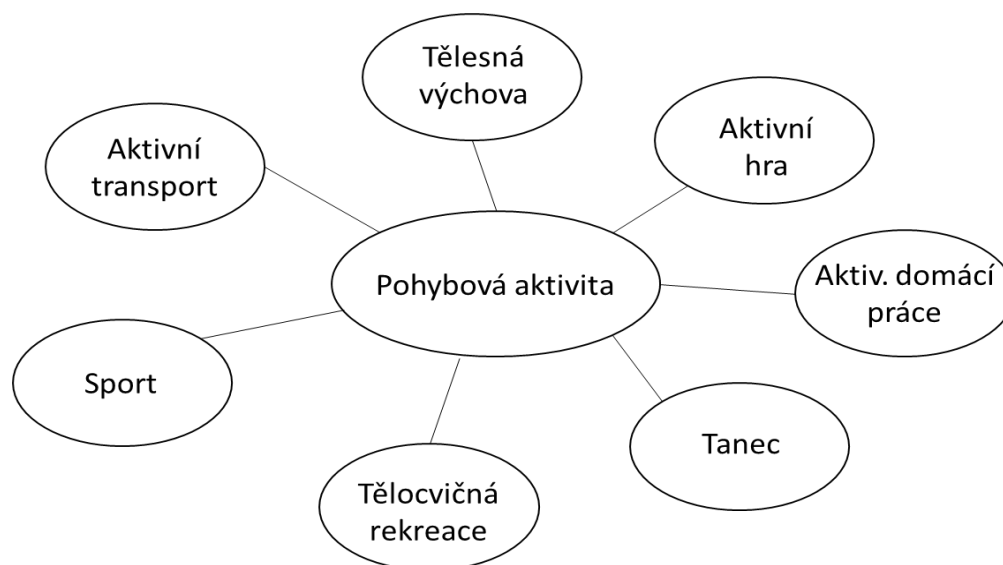 Tělesná
výchova
Aktivní
hra
Aktivní
transport
Pohybová aktivita
Aktiv. domácí
práce
Sport
Tanec
Tělocvičná
rekreace